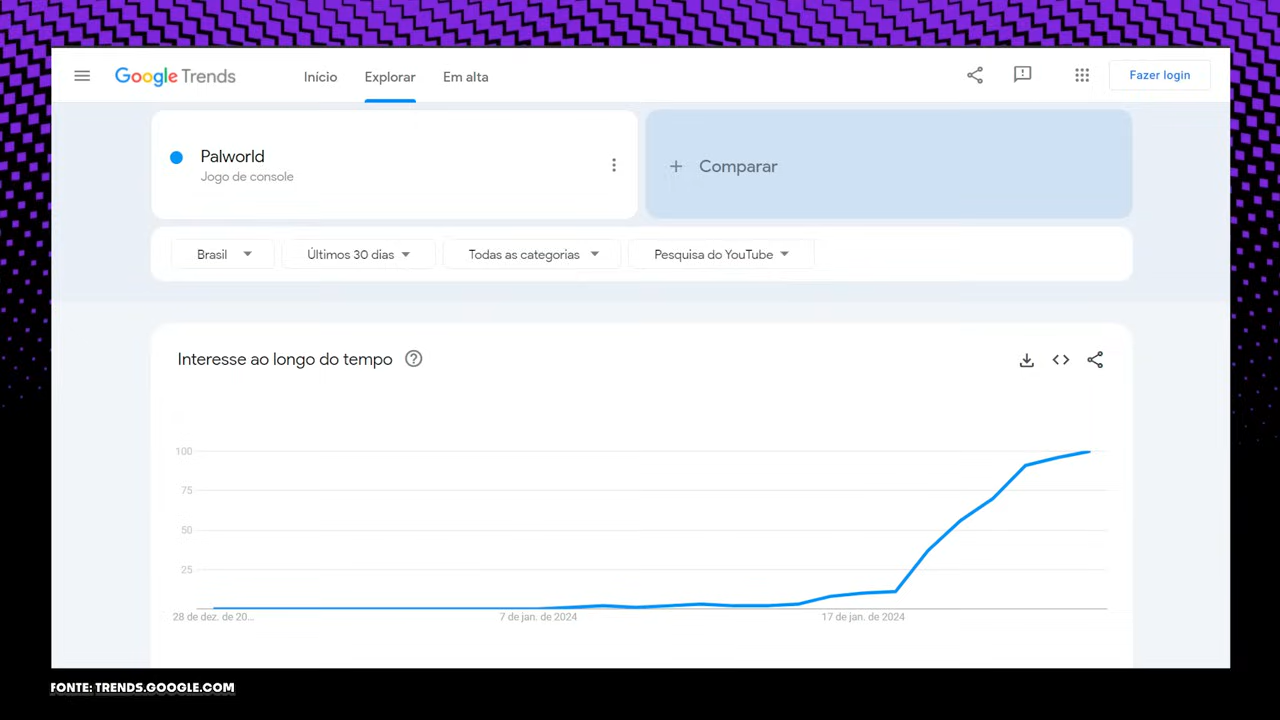 Google Trends
Início
Explorar
Em alta
Fazer login
Palworld
Jogo de console
+ Comparar
Brasil
Últimos 30 dias
Todas as categorias
Pesquisa do YouTube
Interesse ao longo do tempo
100
75
50
25
28 de dez. de 20...
7 de jan. de 2024
17 de jan. de 2024
FONTE: TRENDS.GOOGLE.COM